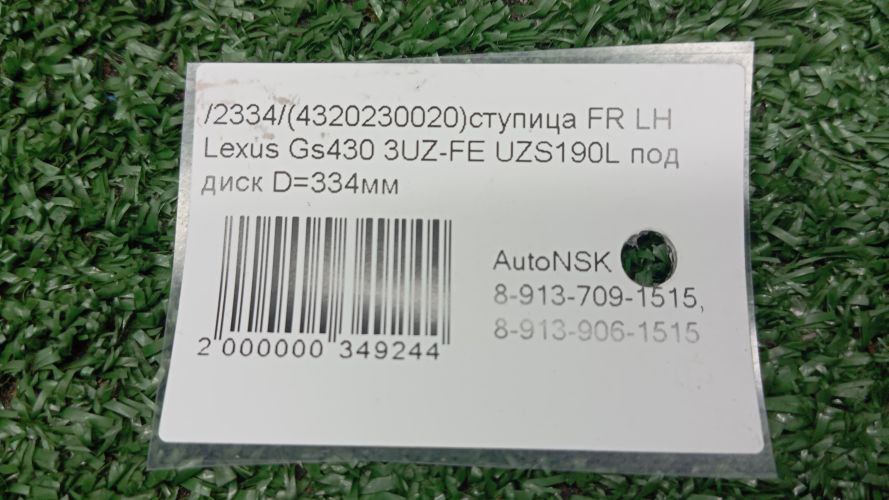 /2334/(4320230020)ступица FR LH
Lexus Gs430 3UZ-FE UZS190L под
диск D=334мм
AutoNSK
8-913-709-1515,
8-913-906-1515
2 000000 349244